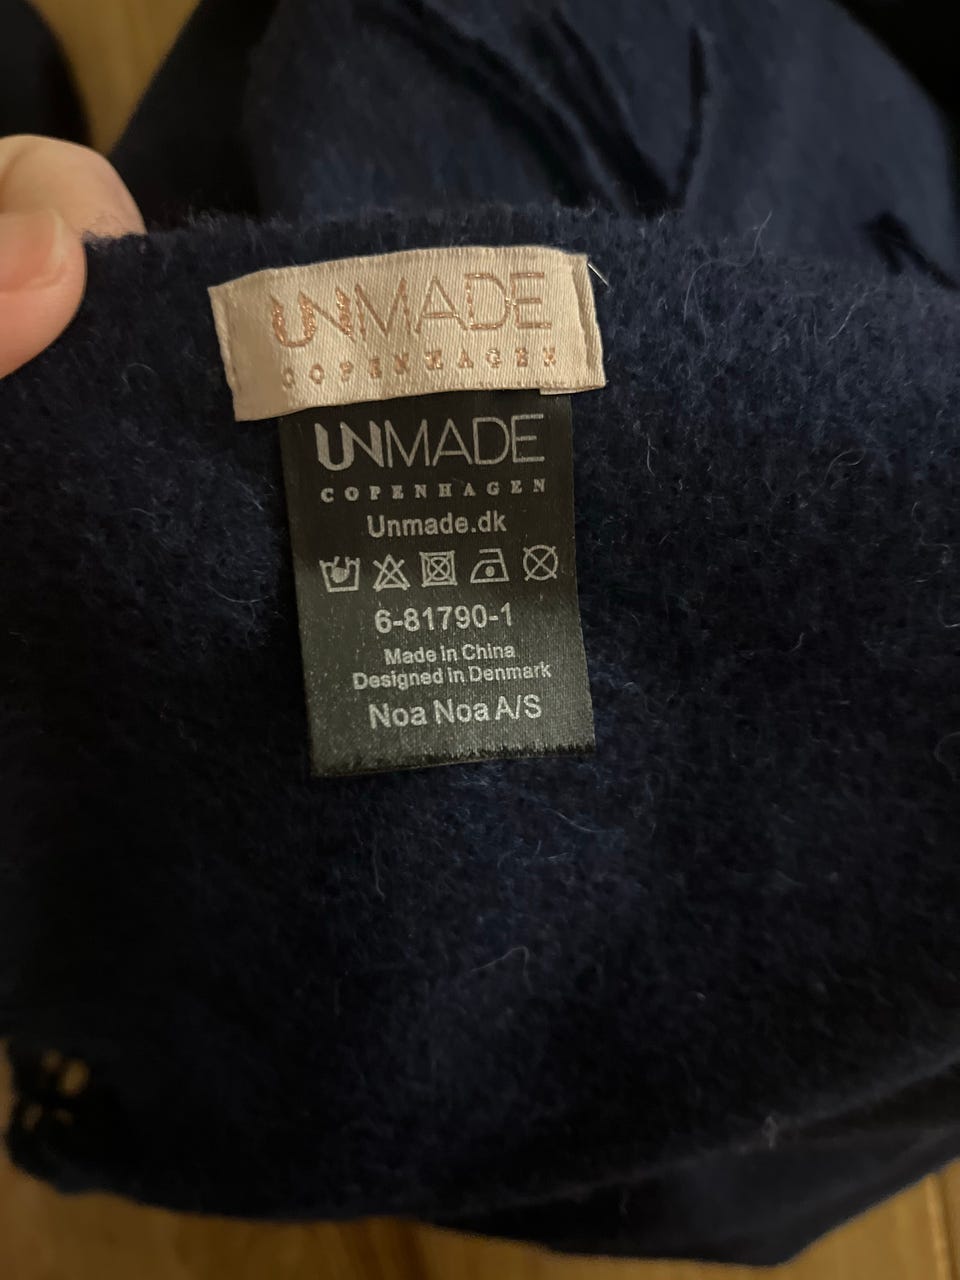 UNMADE
COPENHAGEN
UNMADE
COPENHAGEN
Unmade.dk
6-81790-1
Made in China
Designed in Denmark
Noa Noa A/S